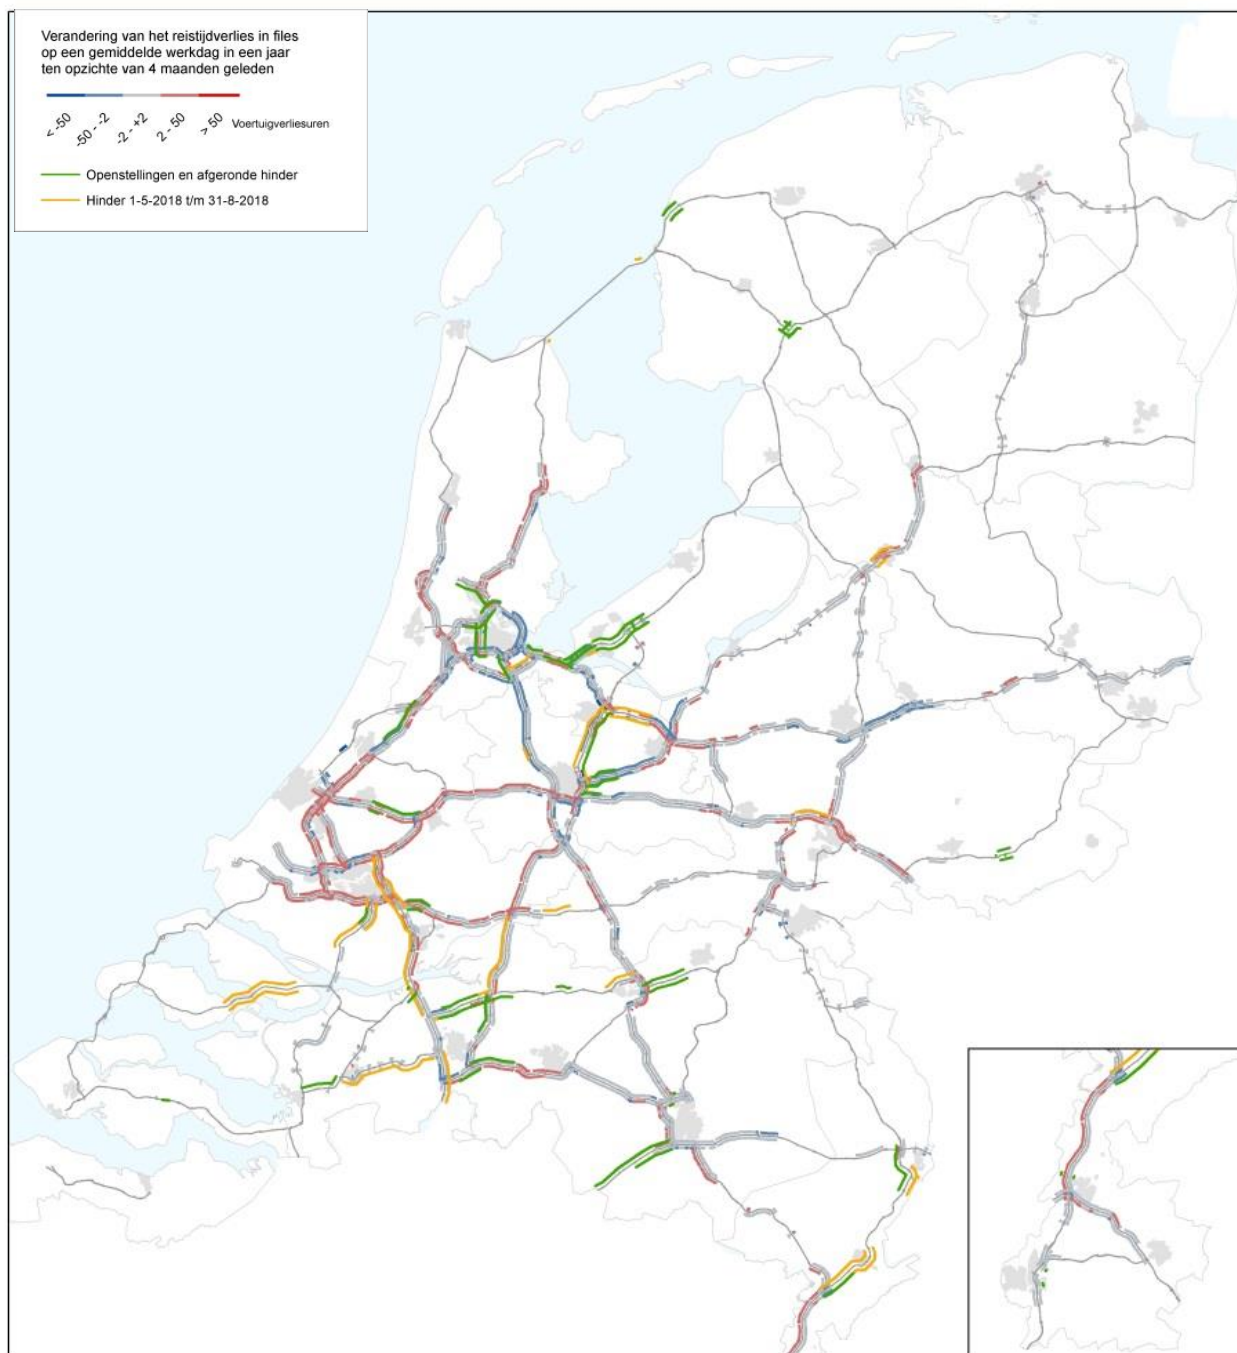 Verandering van het reistijdverlies in files
op een gemiddelde werkdag in een jaar
ten opzichte van 4 maanden geleden
< -50
-50 - -2
-2 - +2
2 - 50
> 50
Voertuigverliesuren
Openstellingen en afgeronde hinder
Hinder 1-5-2018 t/m 31-8-2018